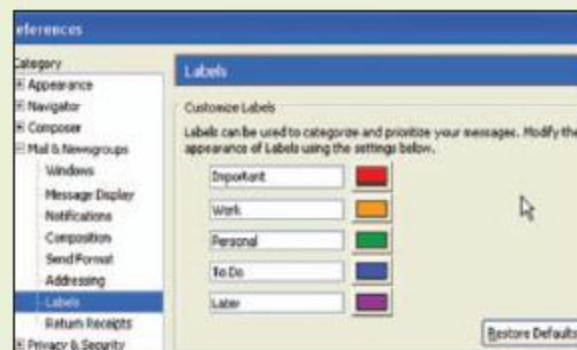 eferences
Category
Appearance
Navigator
Composer
Mail & Newsgroups
Windows
Message Display
Notifications
Composition
Send Format
Addressing
Labels
Return Receipts
Privacy & Security
Labels
Customize Labels
Labels can be used to categorize and prioritize your messages. Modify the
appearance of Labels using the settings below.
Important
Work
Personal
To Do
Later
Restore Defaults